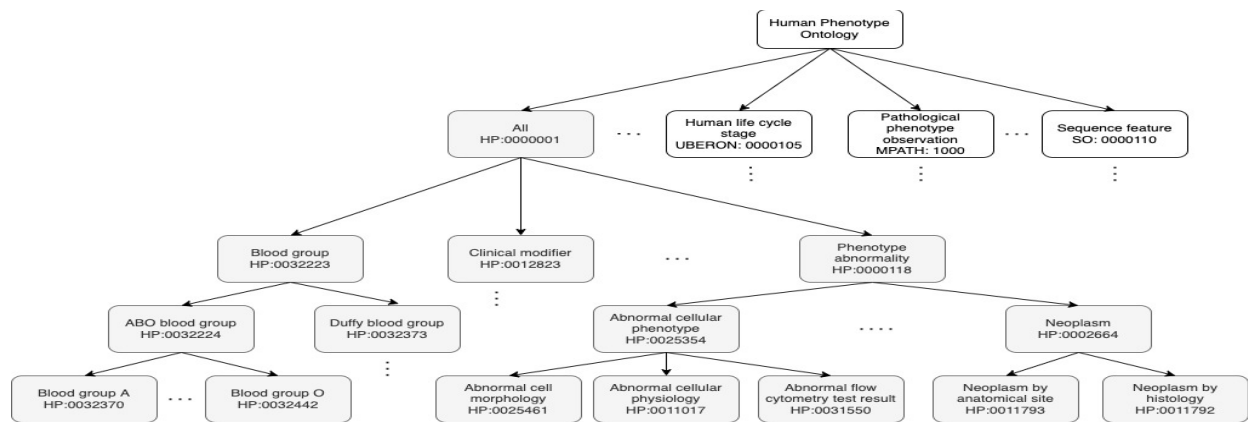 Human Phenotype
Ontology
All
HP:0000001
Human life cycle
stage
UBERON: 0000105
Pathological
phenotype
observation
MPATH: 1000
Sequence feature
SO: 0000110
Blood group
HP:0032223
Clinical modifier
HP:0012823
Phenotype
abnormality
HP:0000118
ABO blood group
HP:0032224
Duffy blood group
HP:0032373
Abnormal cellular
phenotype
HP:0025354
Neoplasm
HP:0002664
Blood group A
HP:0032370
Blood group O
HP:0032442
Abnormal cell
morphology
HP:0025461
Abnormal cellular
physiology
HP:0011017
Abnormal flow
cytometry test result
HP:0031550
Neoplasm by
anatomical site
HP:0011793
Neoplasm by
histology
HP:0011792